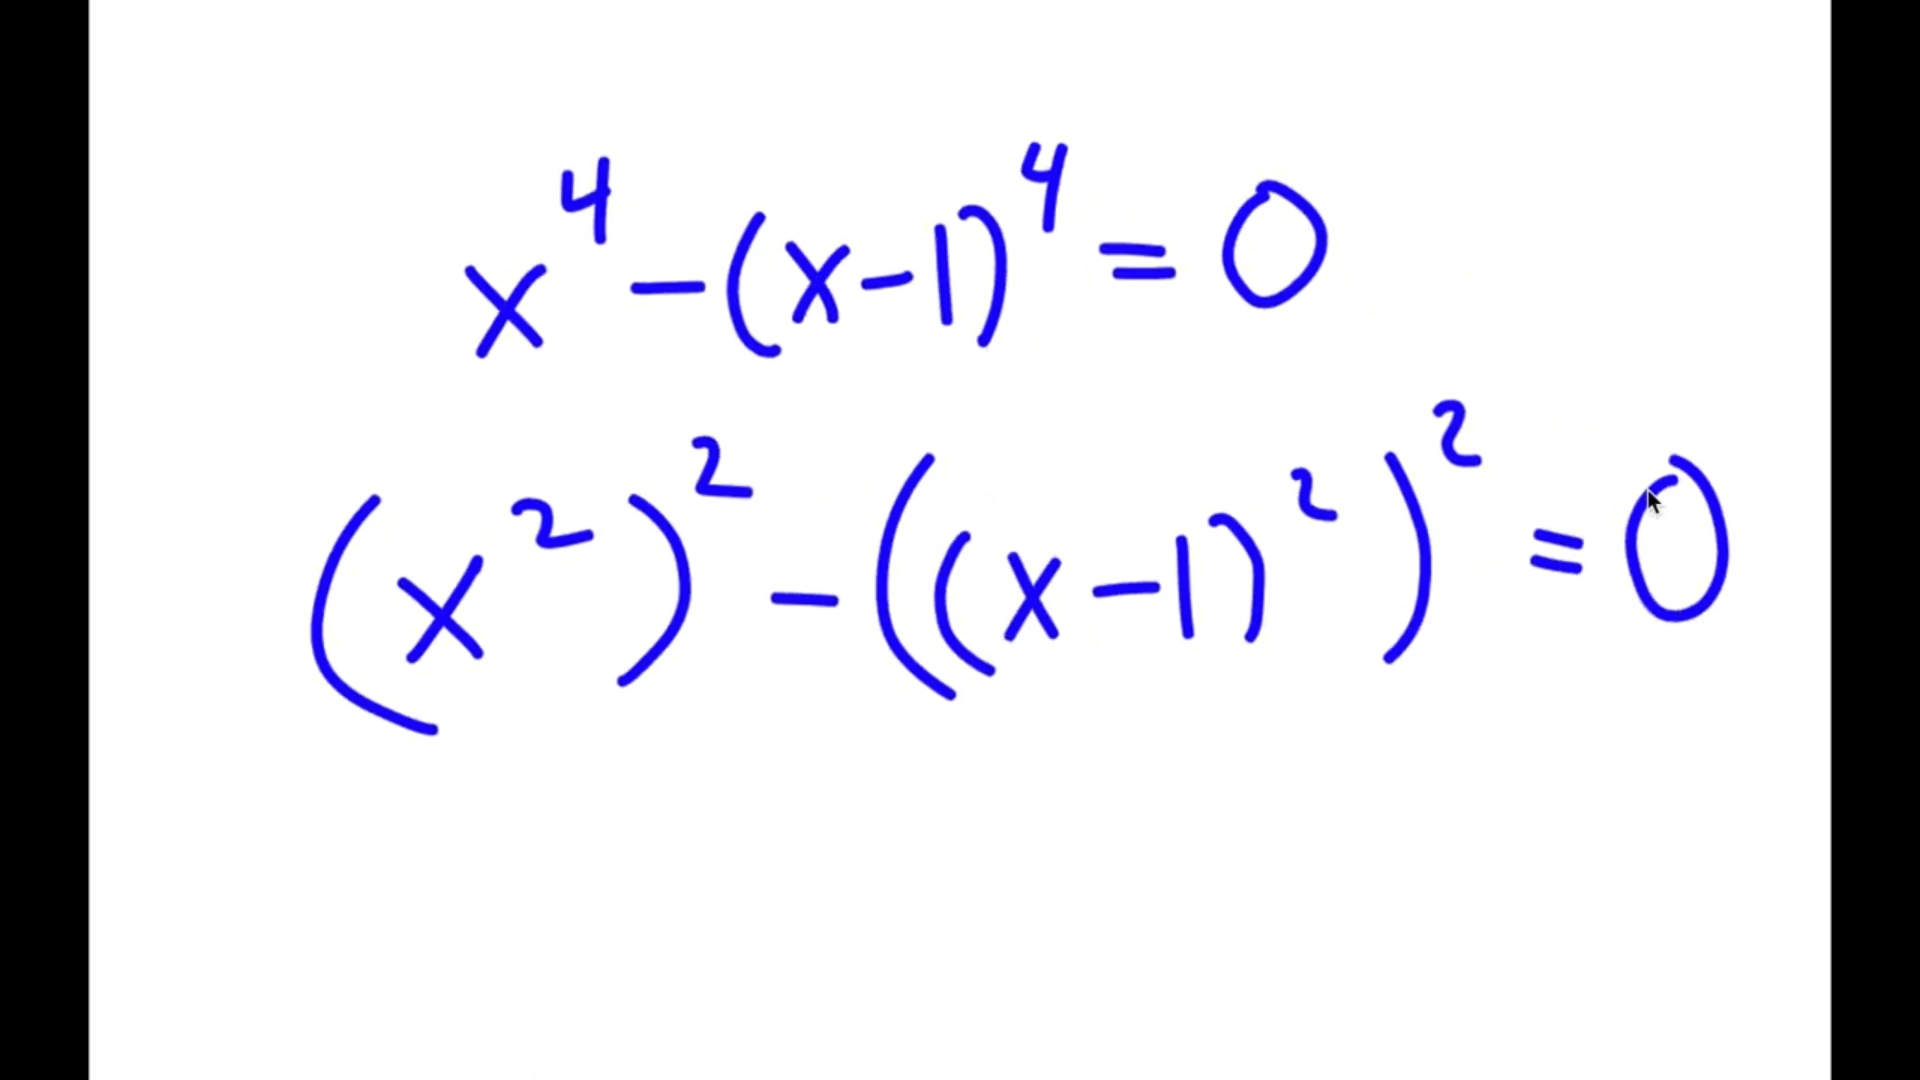 x⁴ - (x - 1)⁴ = 0
(x²)² - ((x - 1)²)² = 0